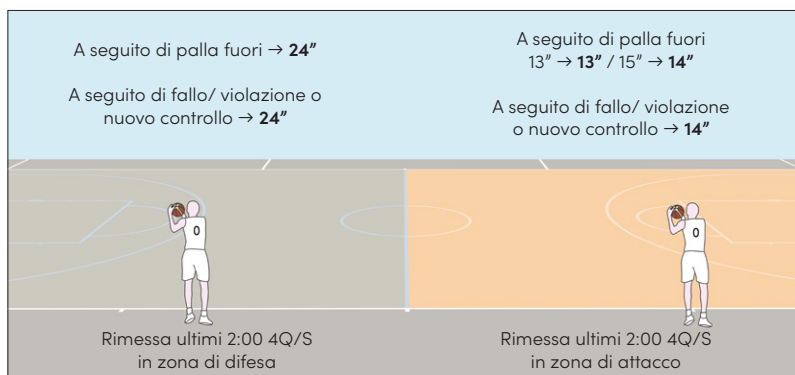 A seguito di palla fuori → 24”
A seguito di fallo/ violazione o
nuovo controllo → 24”
A seguito di palla fuori
13” → 13” / 15” → 14”
A seguito di fallo/ violazione
o nuovo controllo → 14”
0
0
Rimessa ultimi 2:00 4Q/S
in zona di difesa
Rimessa ultimi 2:00 4Q/S
in zona di attacco